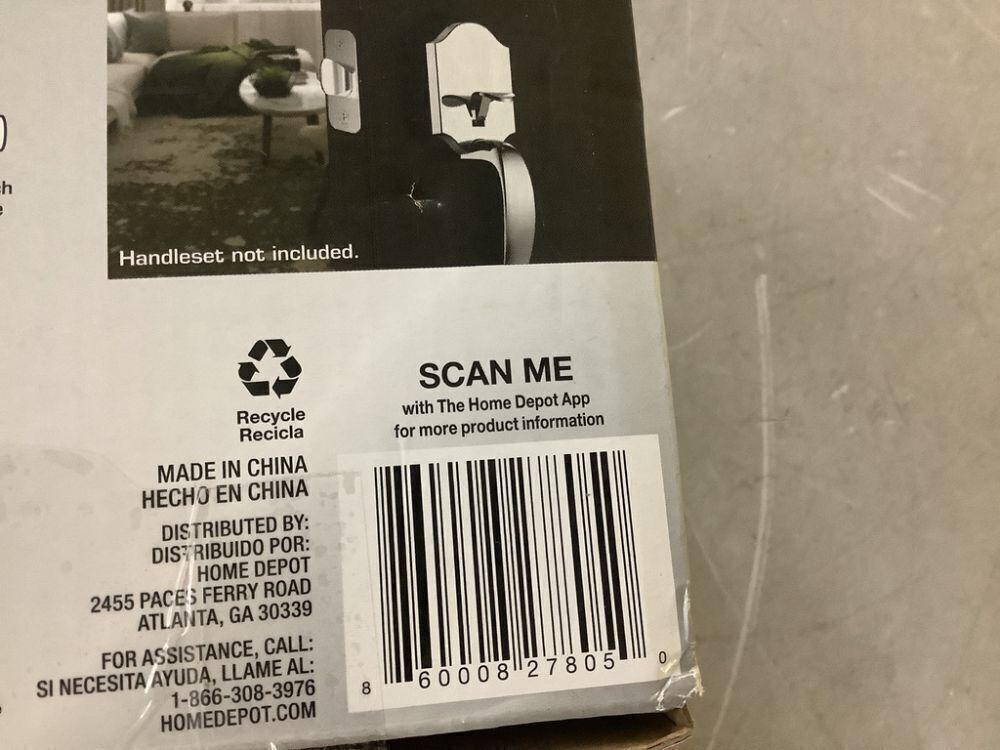 Handleset not included.
SCAN ME
with The Home Depot App
for more product information
Recycle
Recicla
MADE IN CHINA
HECHO EN CHINA
DISTRIBUTED BY:
DISTRIBUIDO POR:
HOME DEPOT
2455 PACES FERRY ROAD
ATLANTA, GA 30339
FOR ASSISTANCE, CALL:
SI NECESITA AYUDA, LLAME AL:
1-866-308-3976
HOMEDEPOT.COM
8 60008 27805 0